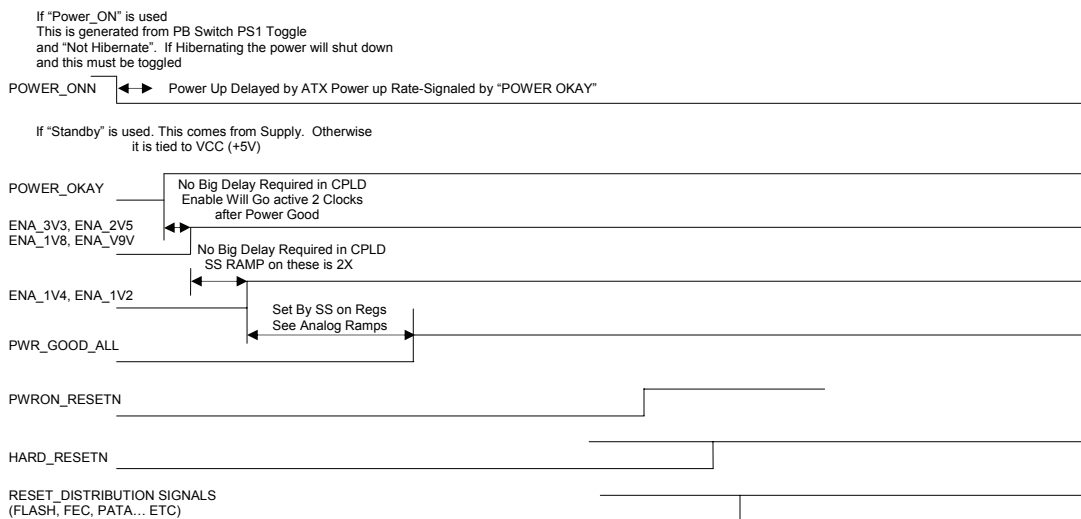 If “Power_ON” is used
This is generated from PB Switch PS1 Toggle
and “Not Hibernate”.  If Hibernating the power will shut down
and this must be toggled
POWER_ONN
Power Up Delayed by ATX Power up Rate-Signaled by “POWER OKAY”
If “Standby” is used. This comes from Supply.  Otherwise
it is tied to VCC (+5V)
POWER_OKAY
No Big Delay Required in CPLD
Enable Will Go active 2 Clocks
after Power Good
ENA_3V3, ENA_2V5
ENA_1V8, ENA_V9V
No Big Delay Required in CPLD
SS RAMP on these is 2X
ENA_1V4, ENA_1V2
Set By SS on Regs
See Analog Ramps
PWR_GOOD_ALL
PWRON_RESETN
HARD_RESETN
RESET_DISTRIBUTION SIGNALS
(FLASH, FEC, PATA… ETC)